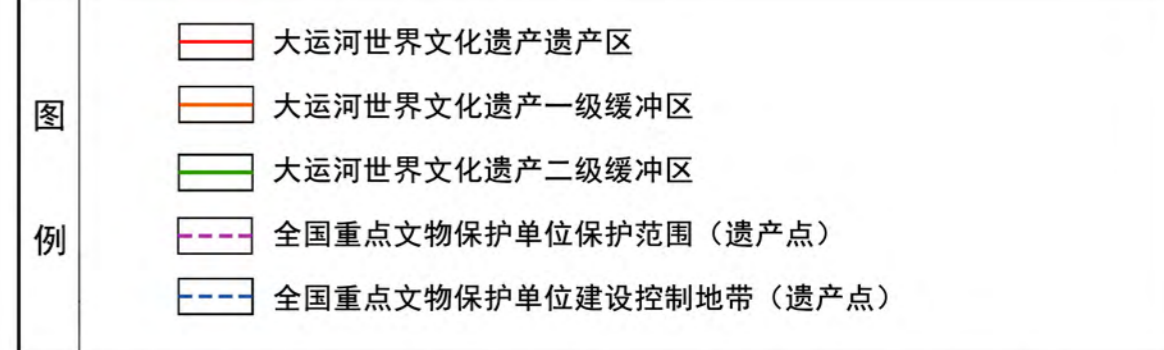 图例
大运河世界文化遗产遗产区
大运河世界文化遗产一级缓冲区
大运河世界文化遗产二级缓冲区
全国重点文物保护单位保护范围（遗产点）
全国重点文物保护单位建设控制地带（遗产点）